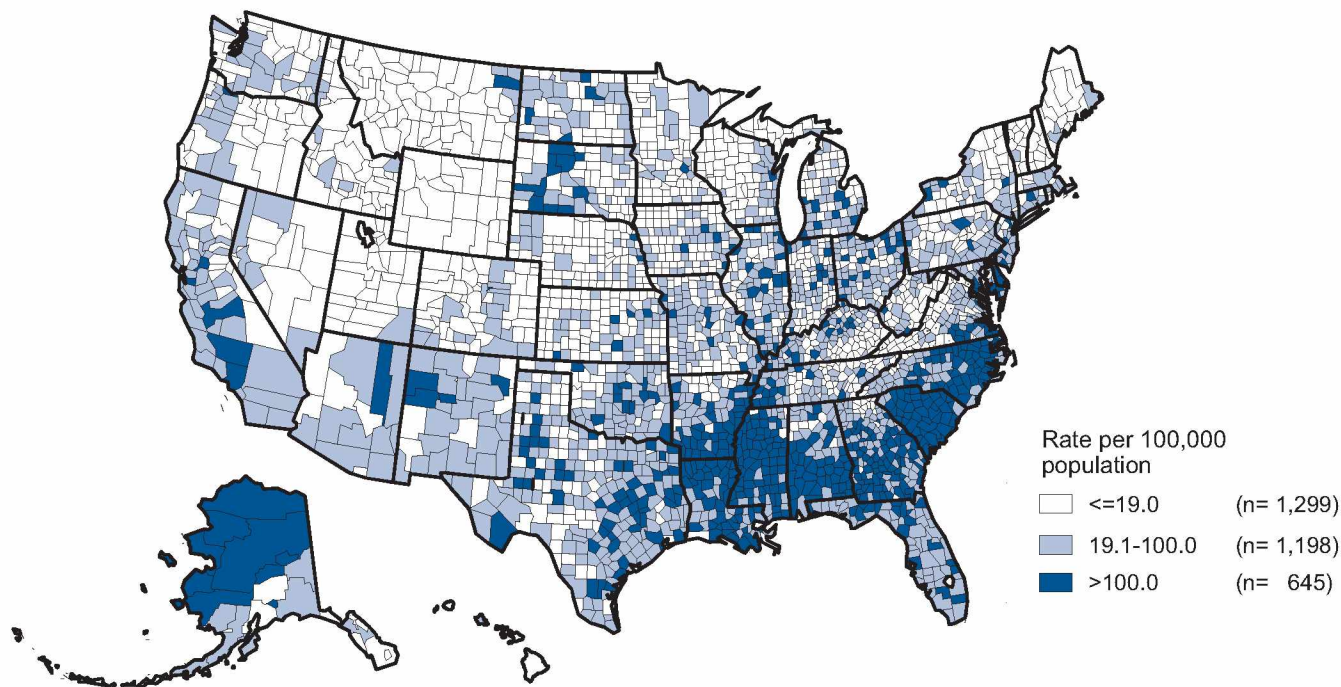 Rate per 100,000
population
<=19.0 (n= 1,299)
19.1-100.0 (n= 1,198)
>100.0 (n= 645)